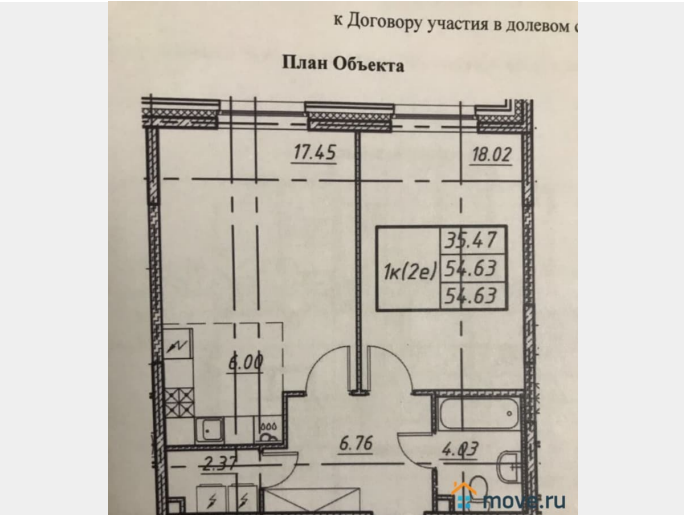 к Договору участия в долевом с
План Объекта
17.45
18.02
1к(2е)
35.47
54.63
54.63
6.00
6.76
4.03
2.37
move.ru